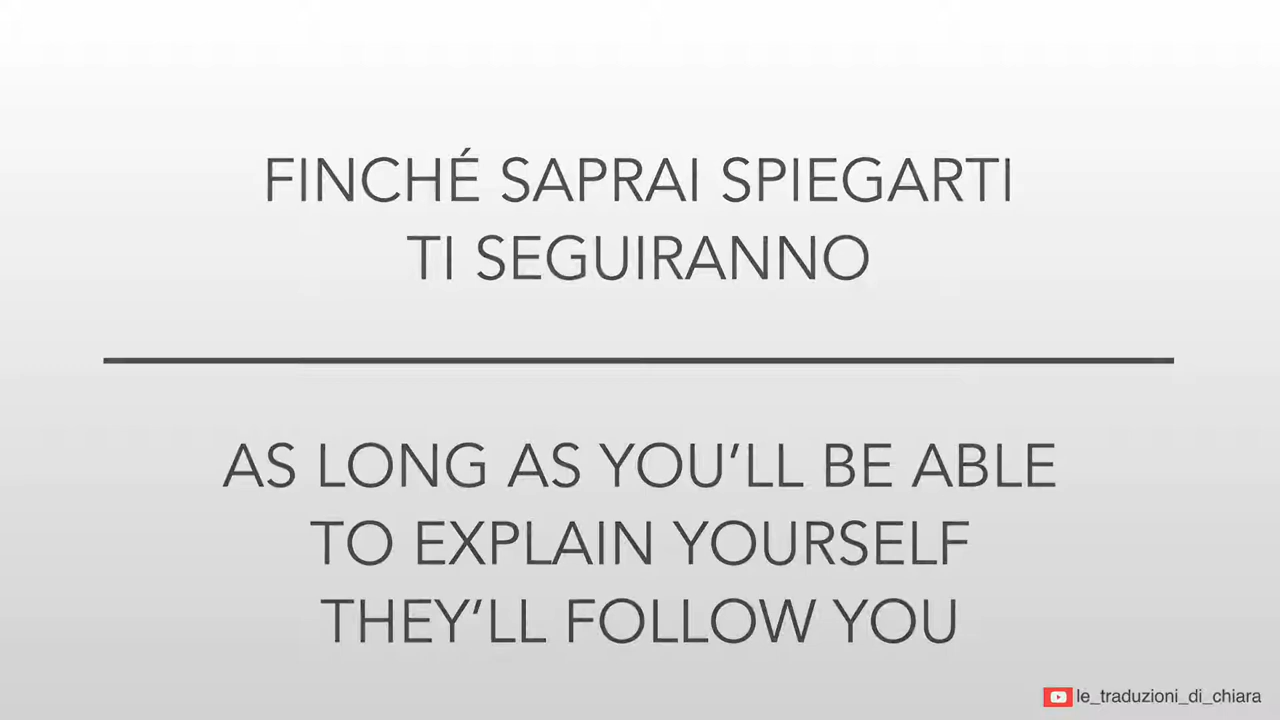 FINCHÉ SAPRAI SPIEGARTI
TI SEGUIRANNO
AS LONG AS YOU’LL BE ABLE
TO EXPLAIN YOURSELF
THEY’LL FOLLOW YOU
le_traduzioni_di_chiara